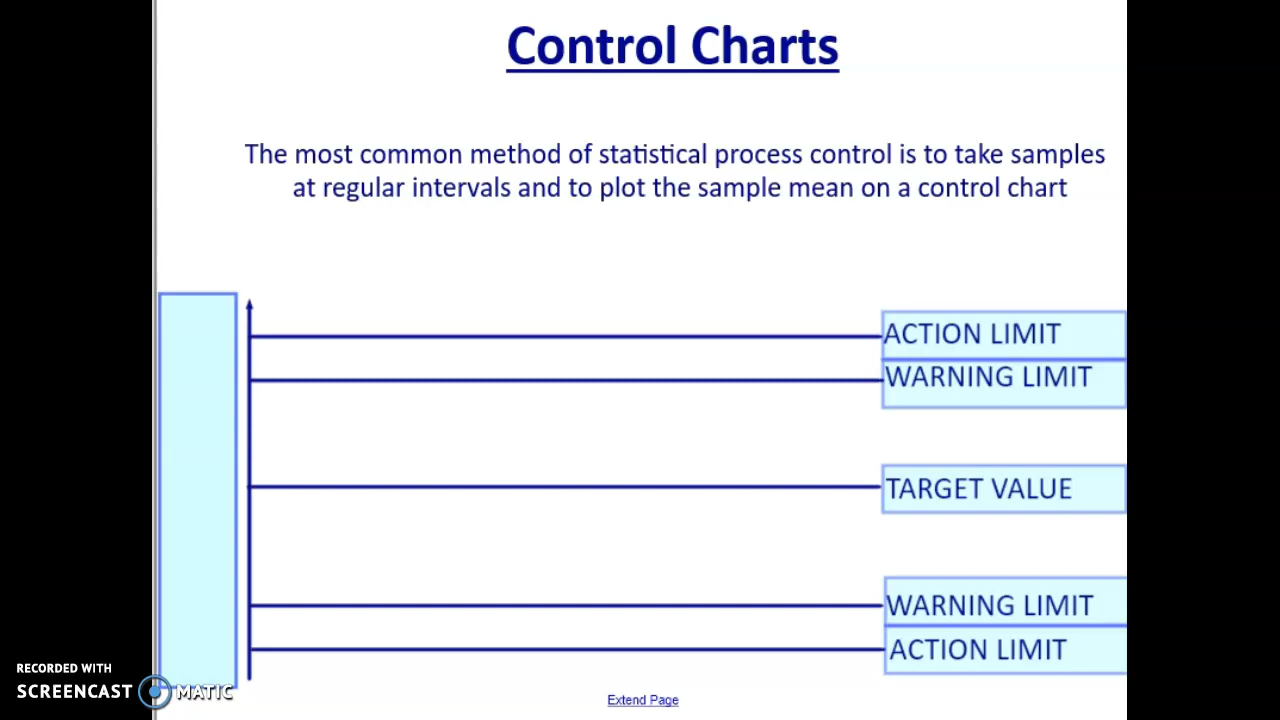 Control Charts
The most common method of statistical process control is to take samples
at regular intervals and to plot the sample mean on a control chart
ACTION LIMIT
WARNING LIMIT
TARGET VALUE
WARNING LIMIT
ACTION LIMIT
RECORDED WITH
SCREENCAST MATIC
Extend Page